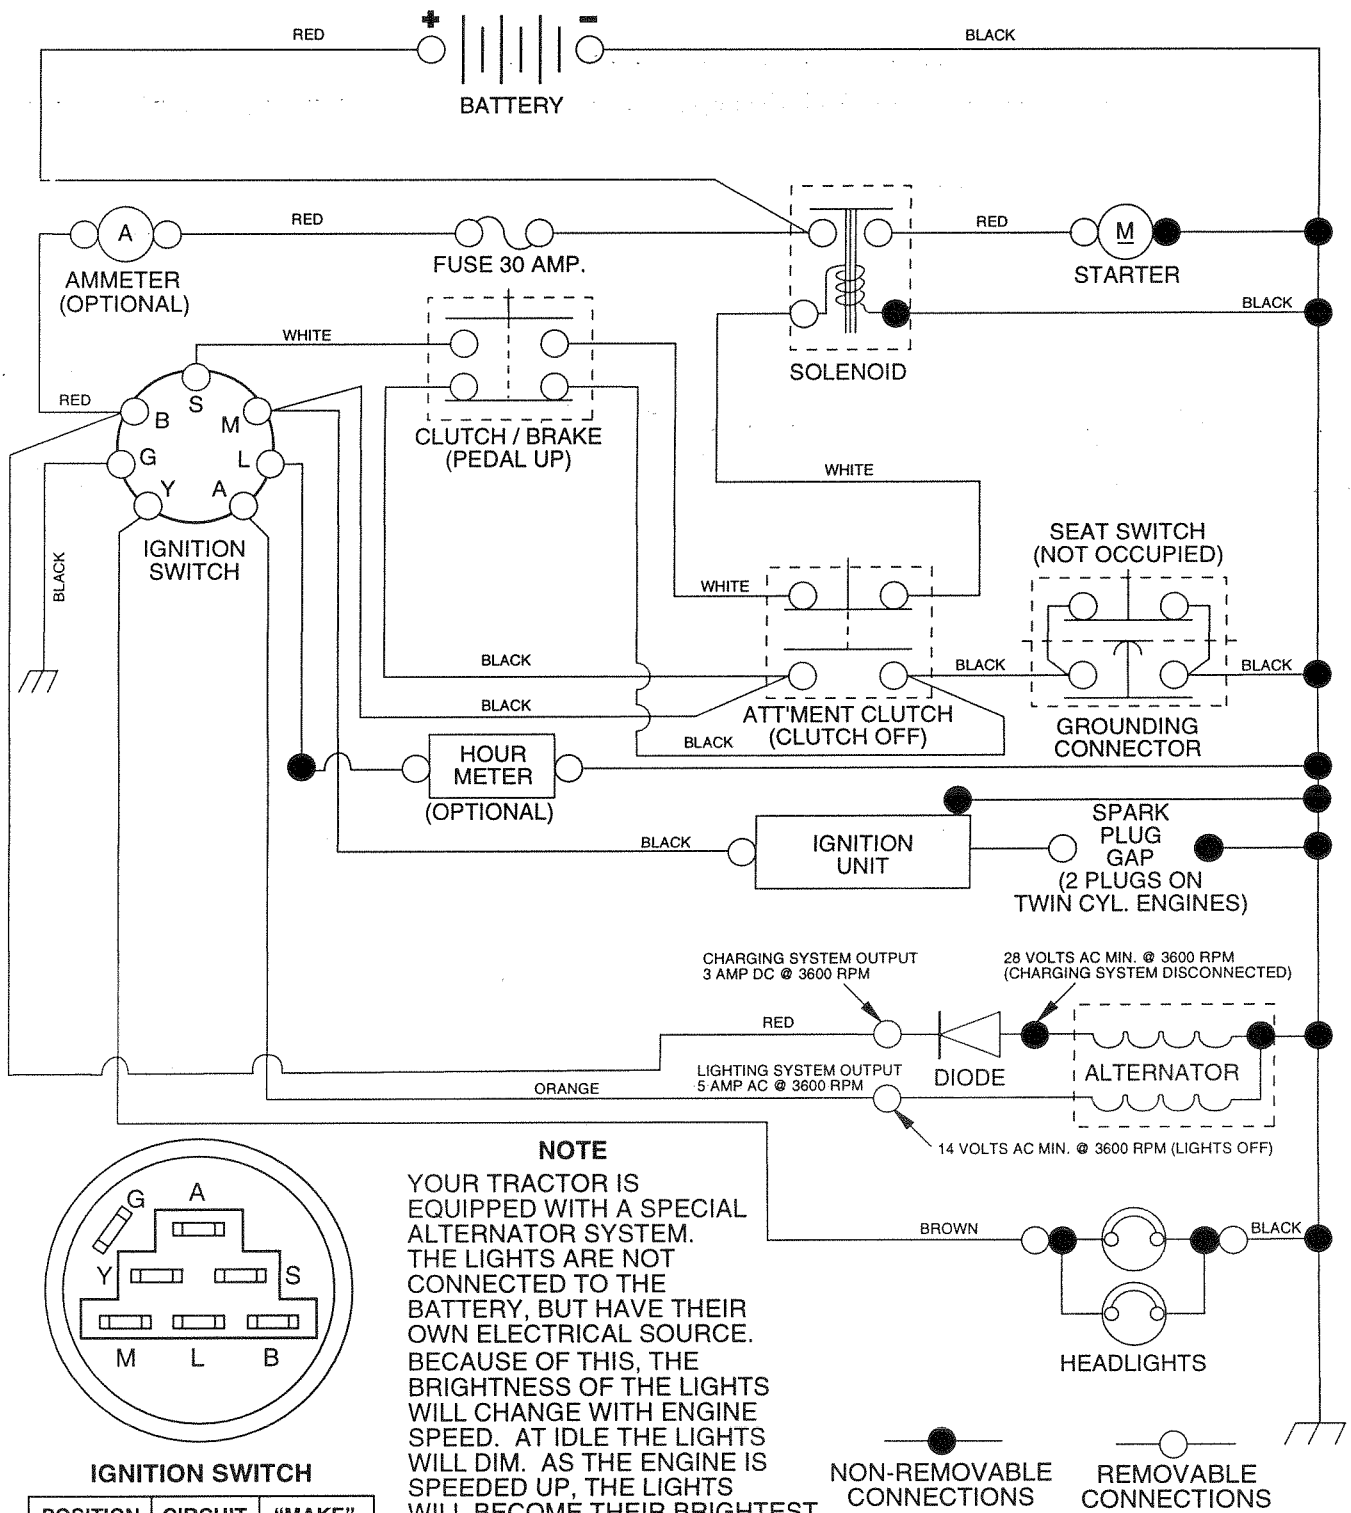 + -
RED
BLACK
BATTERY
A
RED
FUSE 30 AMP.
RED
M
STARTER
AMMETER
(OPTIONAL)
BLACK
SOLENOID
WHITE
CLUTCH / BRAKE
(PEDAL UP)
RED
S
B
M
G
L
Y
A
IGNITION
SWITCH
BLACK
WHITE
WHITE
SEAT SWITCH
(NOT OCCUPIED)
BLACK
BLACK
BLACK
BLACK
BLACK
ATT'MENT CLUTCH
(CLUTCH OFF)
GROUNDING
CONNECTOR
HOUR
METER
(OPTIONAL)
BLACK
IGNITION
UNIT
SPARK
PLUG
GAP
(2 PLUGS ON
TWIN CYL. ENGINES)
CHARGING SYSTEM OUTPUT
3 AMP DC @ 3600 RPM
28 VOLTS AC MIN. @ 3600 RPM
(CHARGING SYSTEM DISCONNECTED)
RED
DIODE
ALTERNATOR
LIGHTING SYSTEM OUTPUT
5 AMP AC @ 3600 RPM
ORANGE
14 VOLTS AC MIN. @ 3600 RPM (LIGHTS OFF)
BROWN
BLACK
HEADLIGHTS
G
A
Y
S
M
L
B
IGNITION SWITCH
POSITION CIRCUIT "MAKE"
NOTE
YOUR TRACTOR IS
EQUIPPED WITH A SPECIAL
ALTERNATOR SYSTEM.
THE LIGHTS ARE NOT
CONNECTED TO THE
BATTERY, BUT HAVE THEIR
OWN ELECTRICAL SOURCE.
BECAUSE OF THIS, THE
BRIGHTNESS OF THE LIGHTS
WILL CHANGE WITH ENGINE
SPEED. AT IDLE THE LIGHTS
WILL DIM. AS THE ENGINE IS
SPEEDED UP, THE LIGHTS
WILL BECOME THEIR BRIGHTEST
NON-REMOVABLE
CONNECTIONS
REMOVABLE
CONNECTIONS